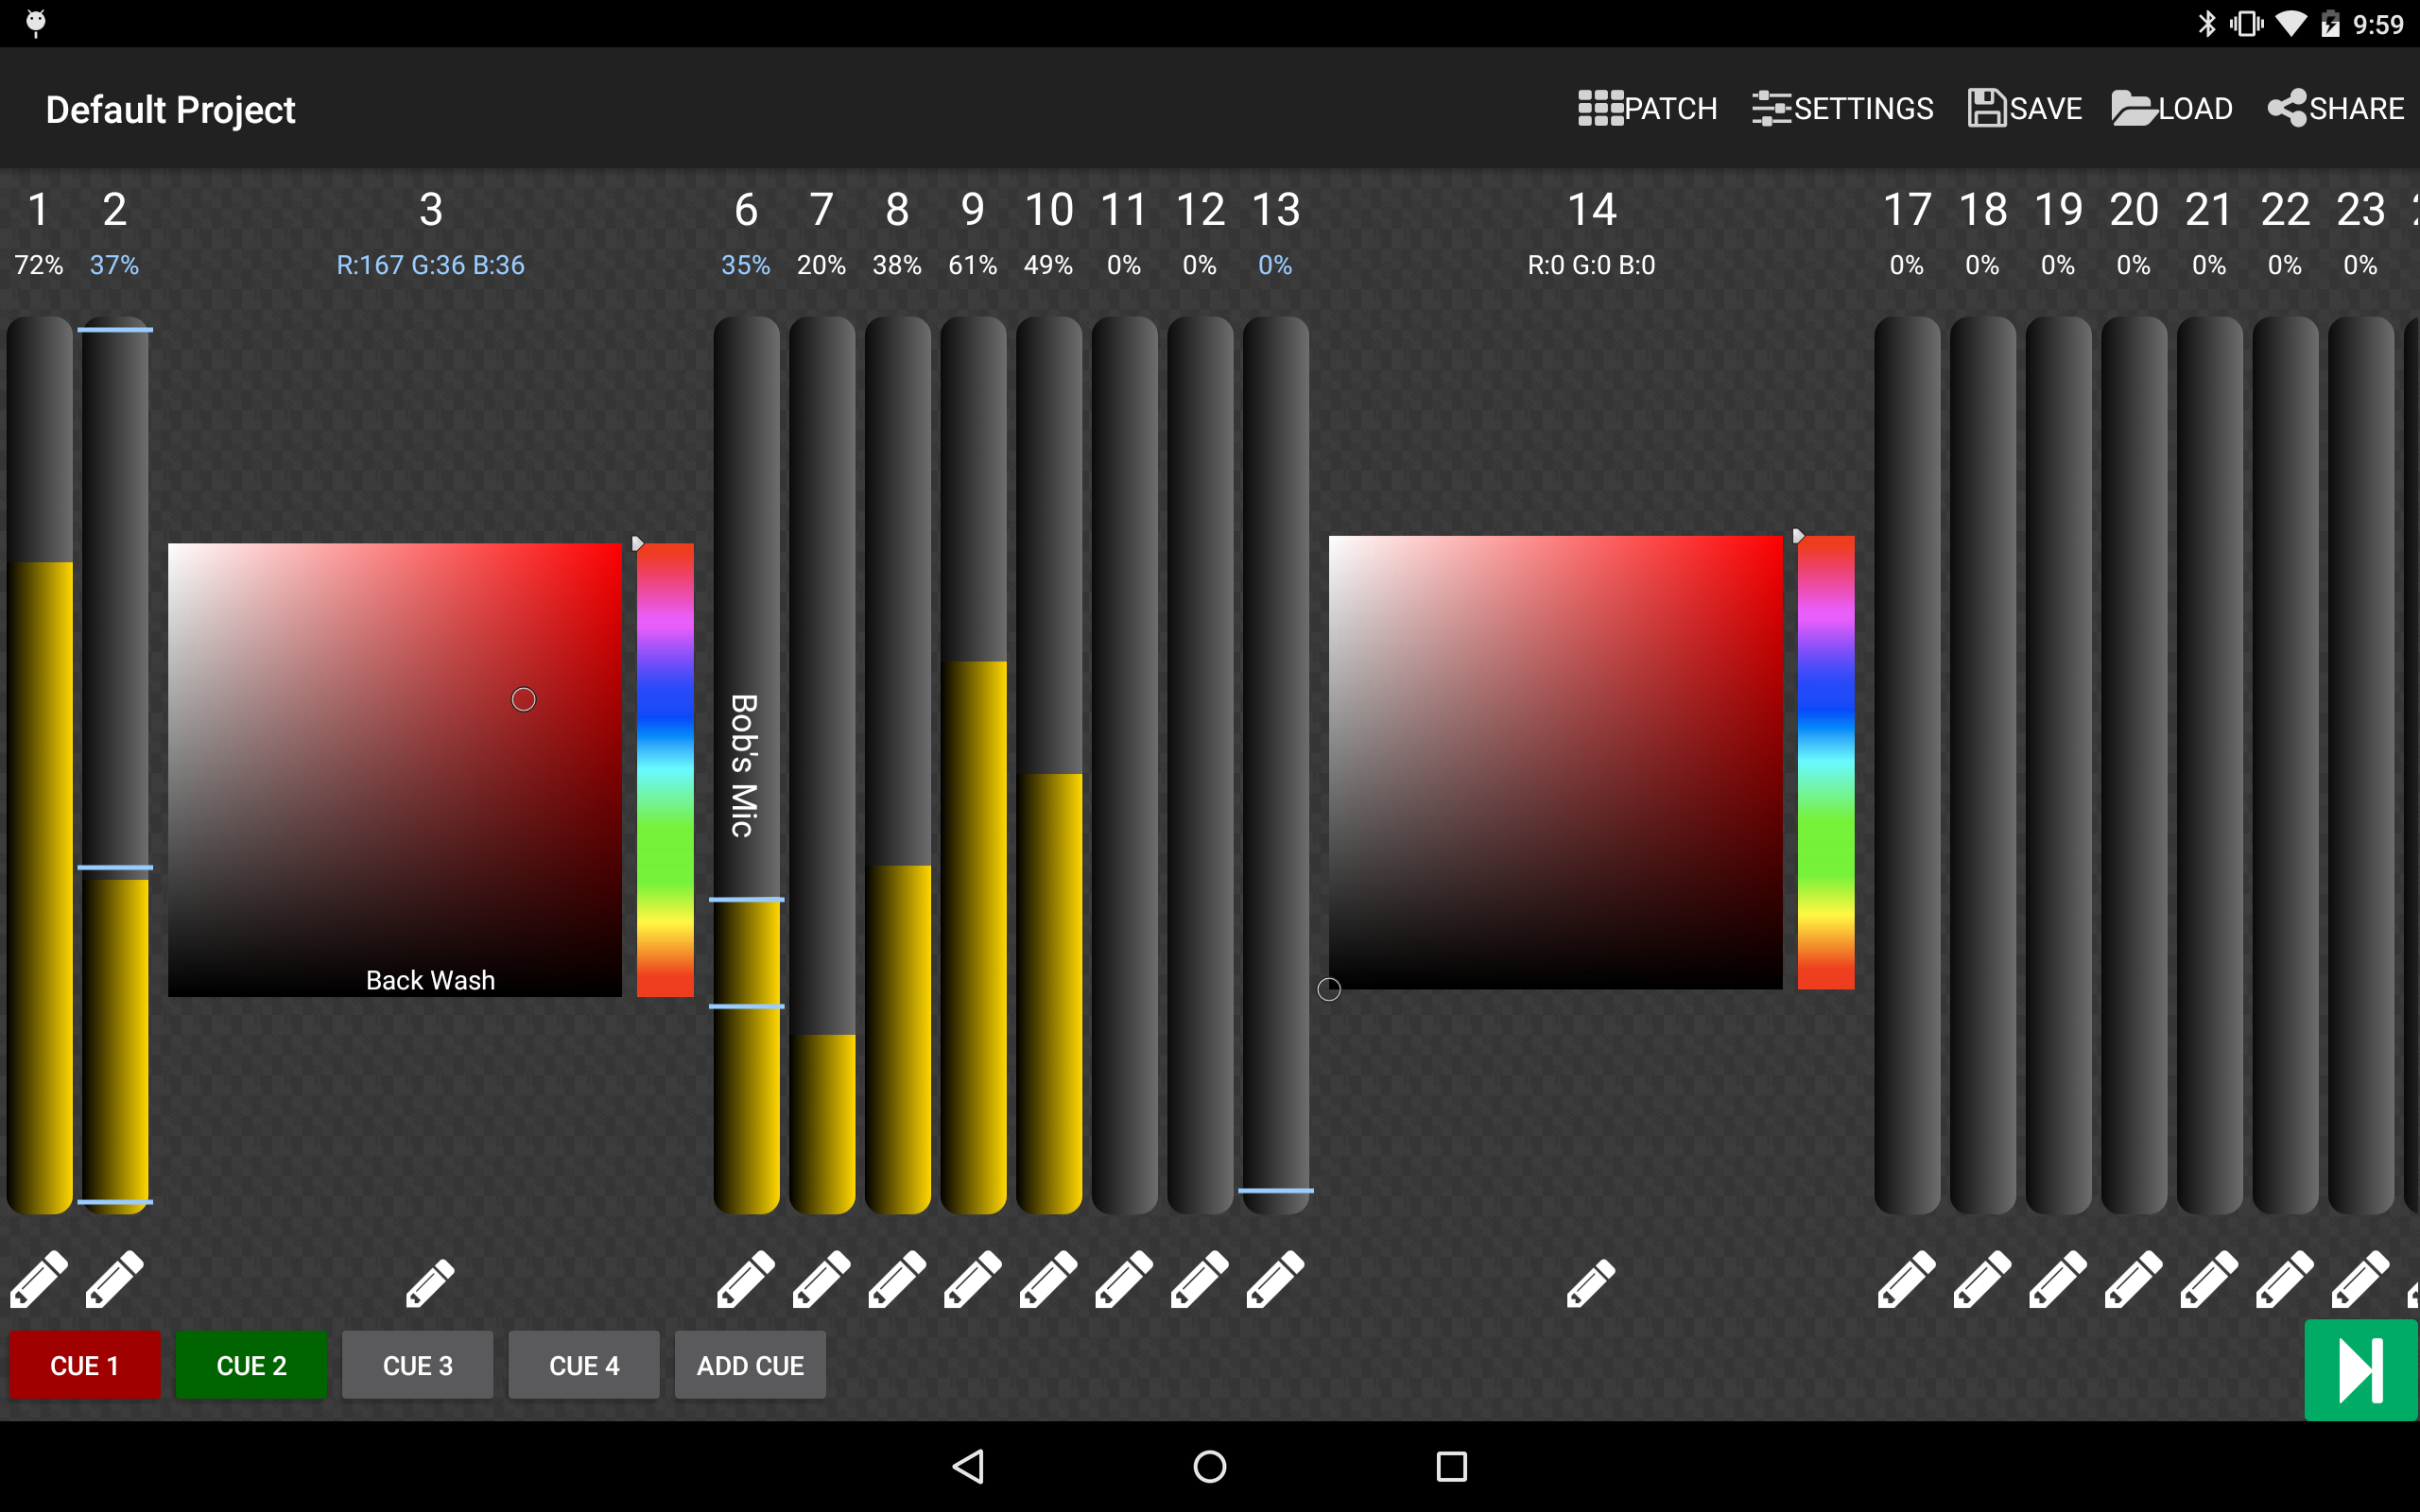 9:59
Default Project
PATCH SETTINGS SAVE LOAD SHARE
1 2 3 6 7 8 9 10 11 12 13 14 17 18 19 20 21 22 23
72% 37% R:167 G:36 B:36 35% 20% 38% 61% 49% 0% 0% 0% R:0 G:0 B:0 0% 0% 0% 0% 0% 0% 0%
Bob's Mic
Back Wash
CUE 1 CUE 2 CUE 3 CUE 4 ADD CUE